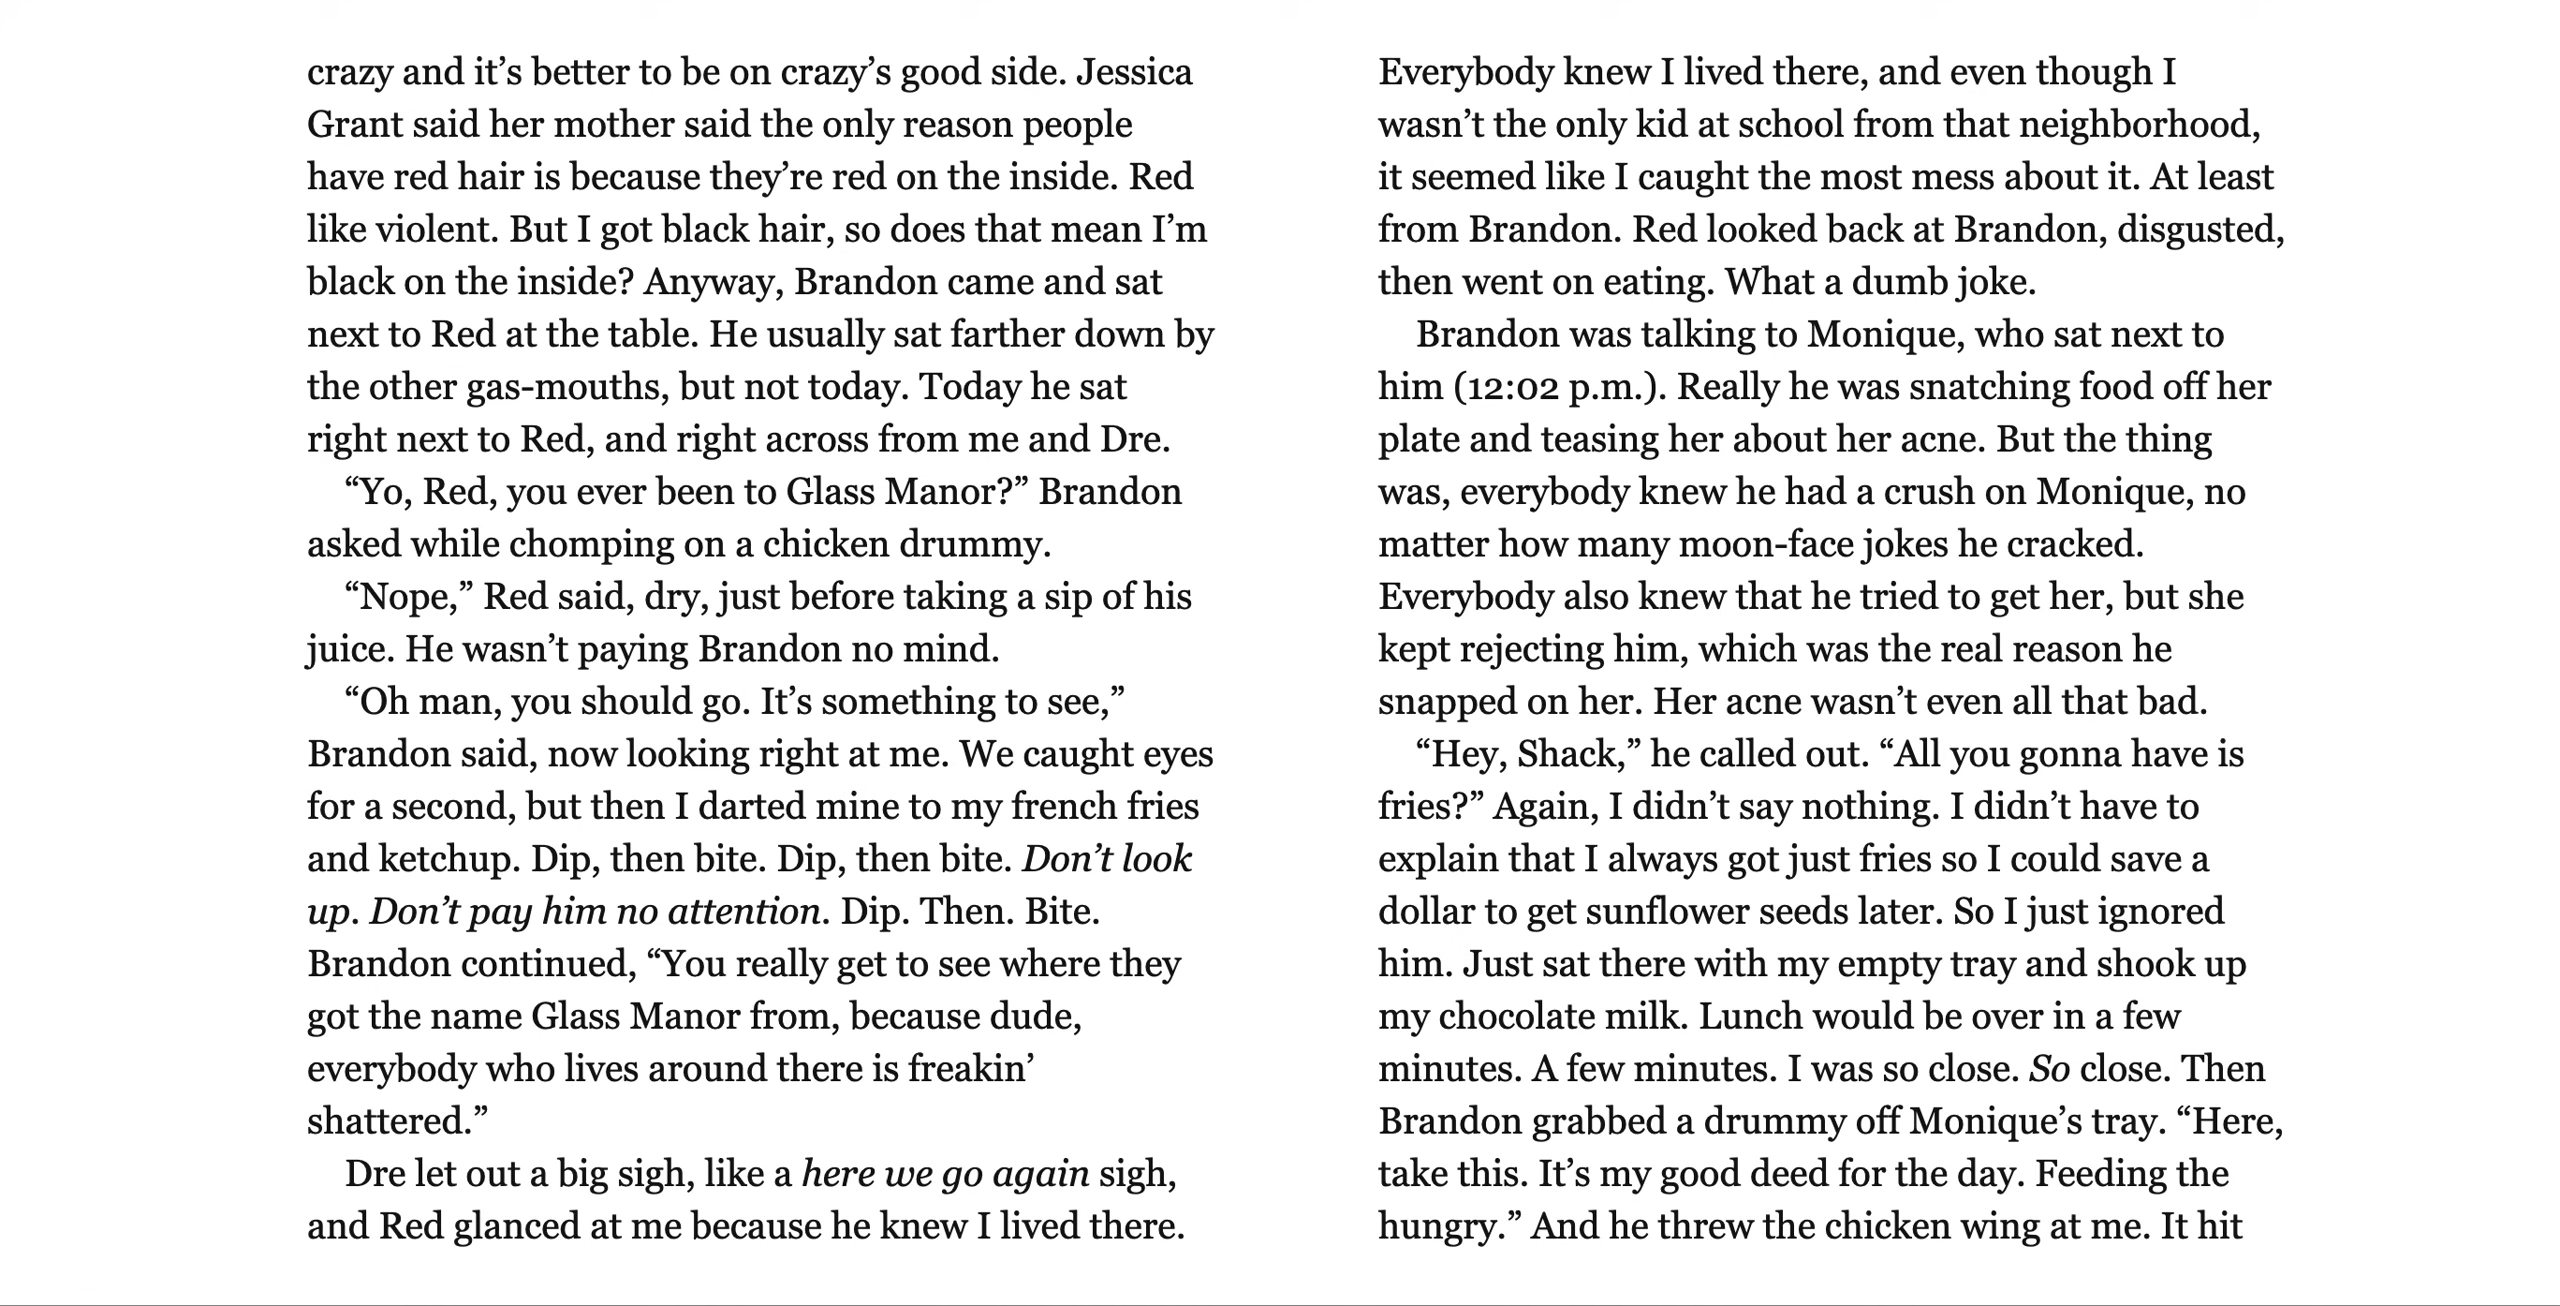 crazy and it’s better to be on crazy’s good side. Jessica
Grant said her mother said the only reason people
have red hair is because they’re red on the inside. Red
like violent. But I got black hair, so does that mean I’m
black on the inside? Anyway, Brandon came and sat
next to Red at the table. He usually sat farther down by
the other gas-mouths, but not today. Today he sat
right next to Red, and right across from me and Dre.
“Yo, Red, you ever been to Glass Manor?” Brandon
asked while chomping on a chicken drummy.
“Nope,” Red said, dry, just before taking a sip of his
juice. He wasn’t paying Brandon no mind.
“Oh man, you should go. It’s something to see,”
Brandon said, now looking right at me. We caught eyes
for a second, but then I darted mine to my french fries
and ketchup. Dip, then bite. Dip, then bite. Don’t look
up. Don’t pay him no attention. Dip. Then. Bite.
Brandon continued, “You really get to see where they
got the name Glass Manor from, because dude,
everybody who lives around there is freakin’
shattered.”
Dre let out a big sigh, like a here we go again sigh,
and Red glanced at me because he knew I lived there.
Everybody knew I lived there, and even though I
wasn’t the only kid at school from that neighborhood,
it seemed like I caught the most mess about it. At least
from Brandon. Red looked back at Brandon, disgusted,
then went on eating. What a dumb joke.
Brandon was talking to Monique, who sat next to
him (12:02 p.m.). Really he was snatching food off her
plate and teasing her about her acne. But the thing
was, everybody knew he had a crush on Monique, no
matter how many moon-face jokes he cracked.
Everybody also knew that he tried to get her, but she
kept rejecting him, which was the real reason he
snapped on her. Her acne wasn’t even all that bad.
“Hey, Shack,” he called out. “All you gonna have is
fries?” Again, I didn’t say nothing. I didn’t have to
explain that I always got just fries so I could save a
dollar to get sunflower seeds later. So I just ignored
him. Just sat there with my empty tray and shook up
my chocolate milk. Lunch would be over in a few
minutes. A few minutes. I was so close. So close. Then
Brandon grabbed a drummy off Monique’s tray. “Here,
take this. It’s my good deed for the day. Feeding the
hungry.” And he threw the chicken wing at me. It hit